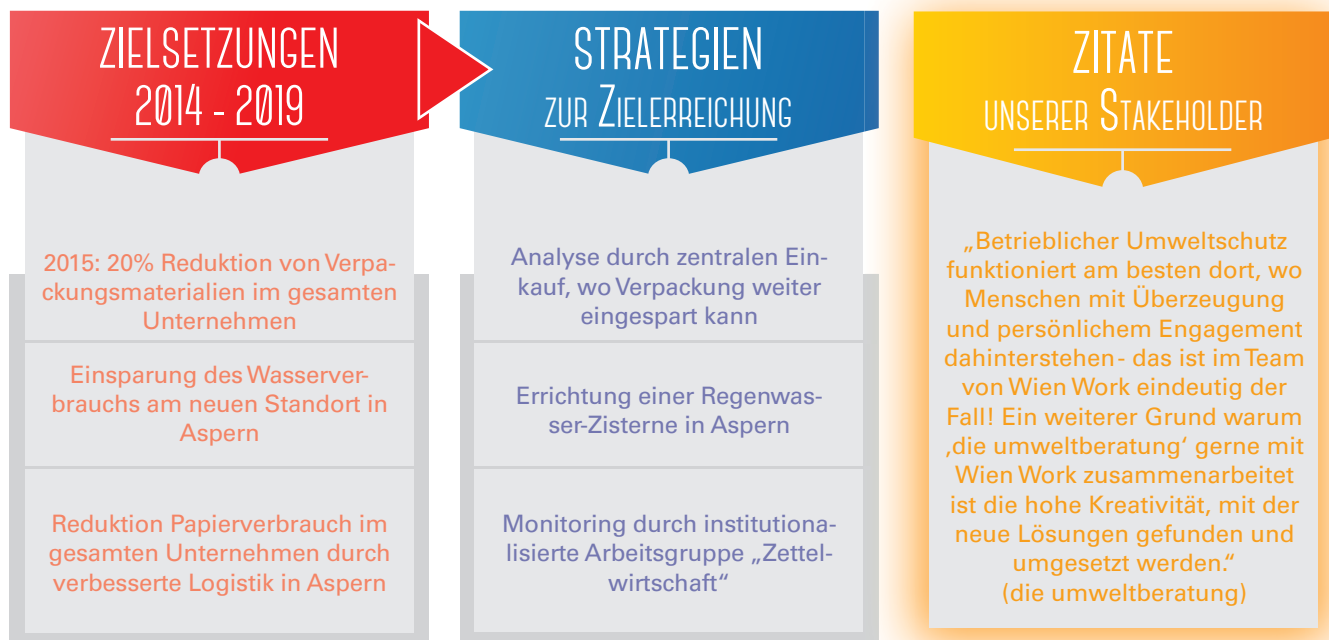 ZIELSETZUNGEN
2014 - 2019
2015: 20% Reduktion von Verpa-
ckungsmaterialien im gesamten
Unternehmen
Einsparung des Wasserver-
brauchs am neuen Standort in
Aspern
Reduktion Papierverbrauch im
gesamten Unternehmen durch
verbesserte Logistik in Aspern
STRATEGIEN
ZUR ZIELERREICHUNG
Analyse durch zentralen Ein-
kauf, wo Verpackung weiter
eingespart kann
Errichtung einer Regenwas-
ser-Zisterne in Aspern
Monitoring durch institutiona-
lisierte Arbeitsgruppe „Zettel-
wirtschaft“
ZITATE
UNSERER STAKEHOLDER
„Betrieblicher Umweltschutz
funktioniert am besten dort, wo
Menschen mit Überzeugung
und persönlichem Engagement
dahinterstehen - das ist im Team
von Wien Work eindeutig der
Fall! Ein weiterer Grund warum
‚die umweltberatung‘ gerne mit
Wien Work zusammenarbeitet
ist die hohe Kreativität, mit der
neue Lösungen gefunden und
umgesetzt werden.“
(die umweltberatung)